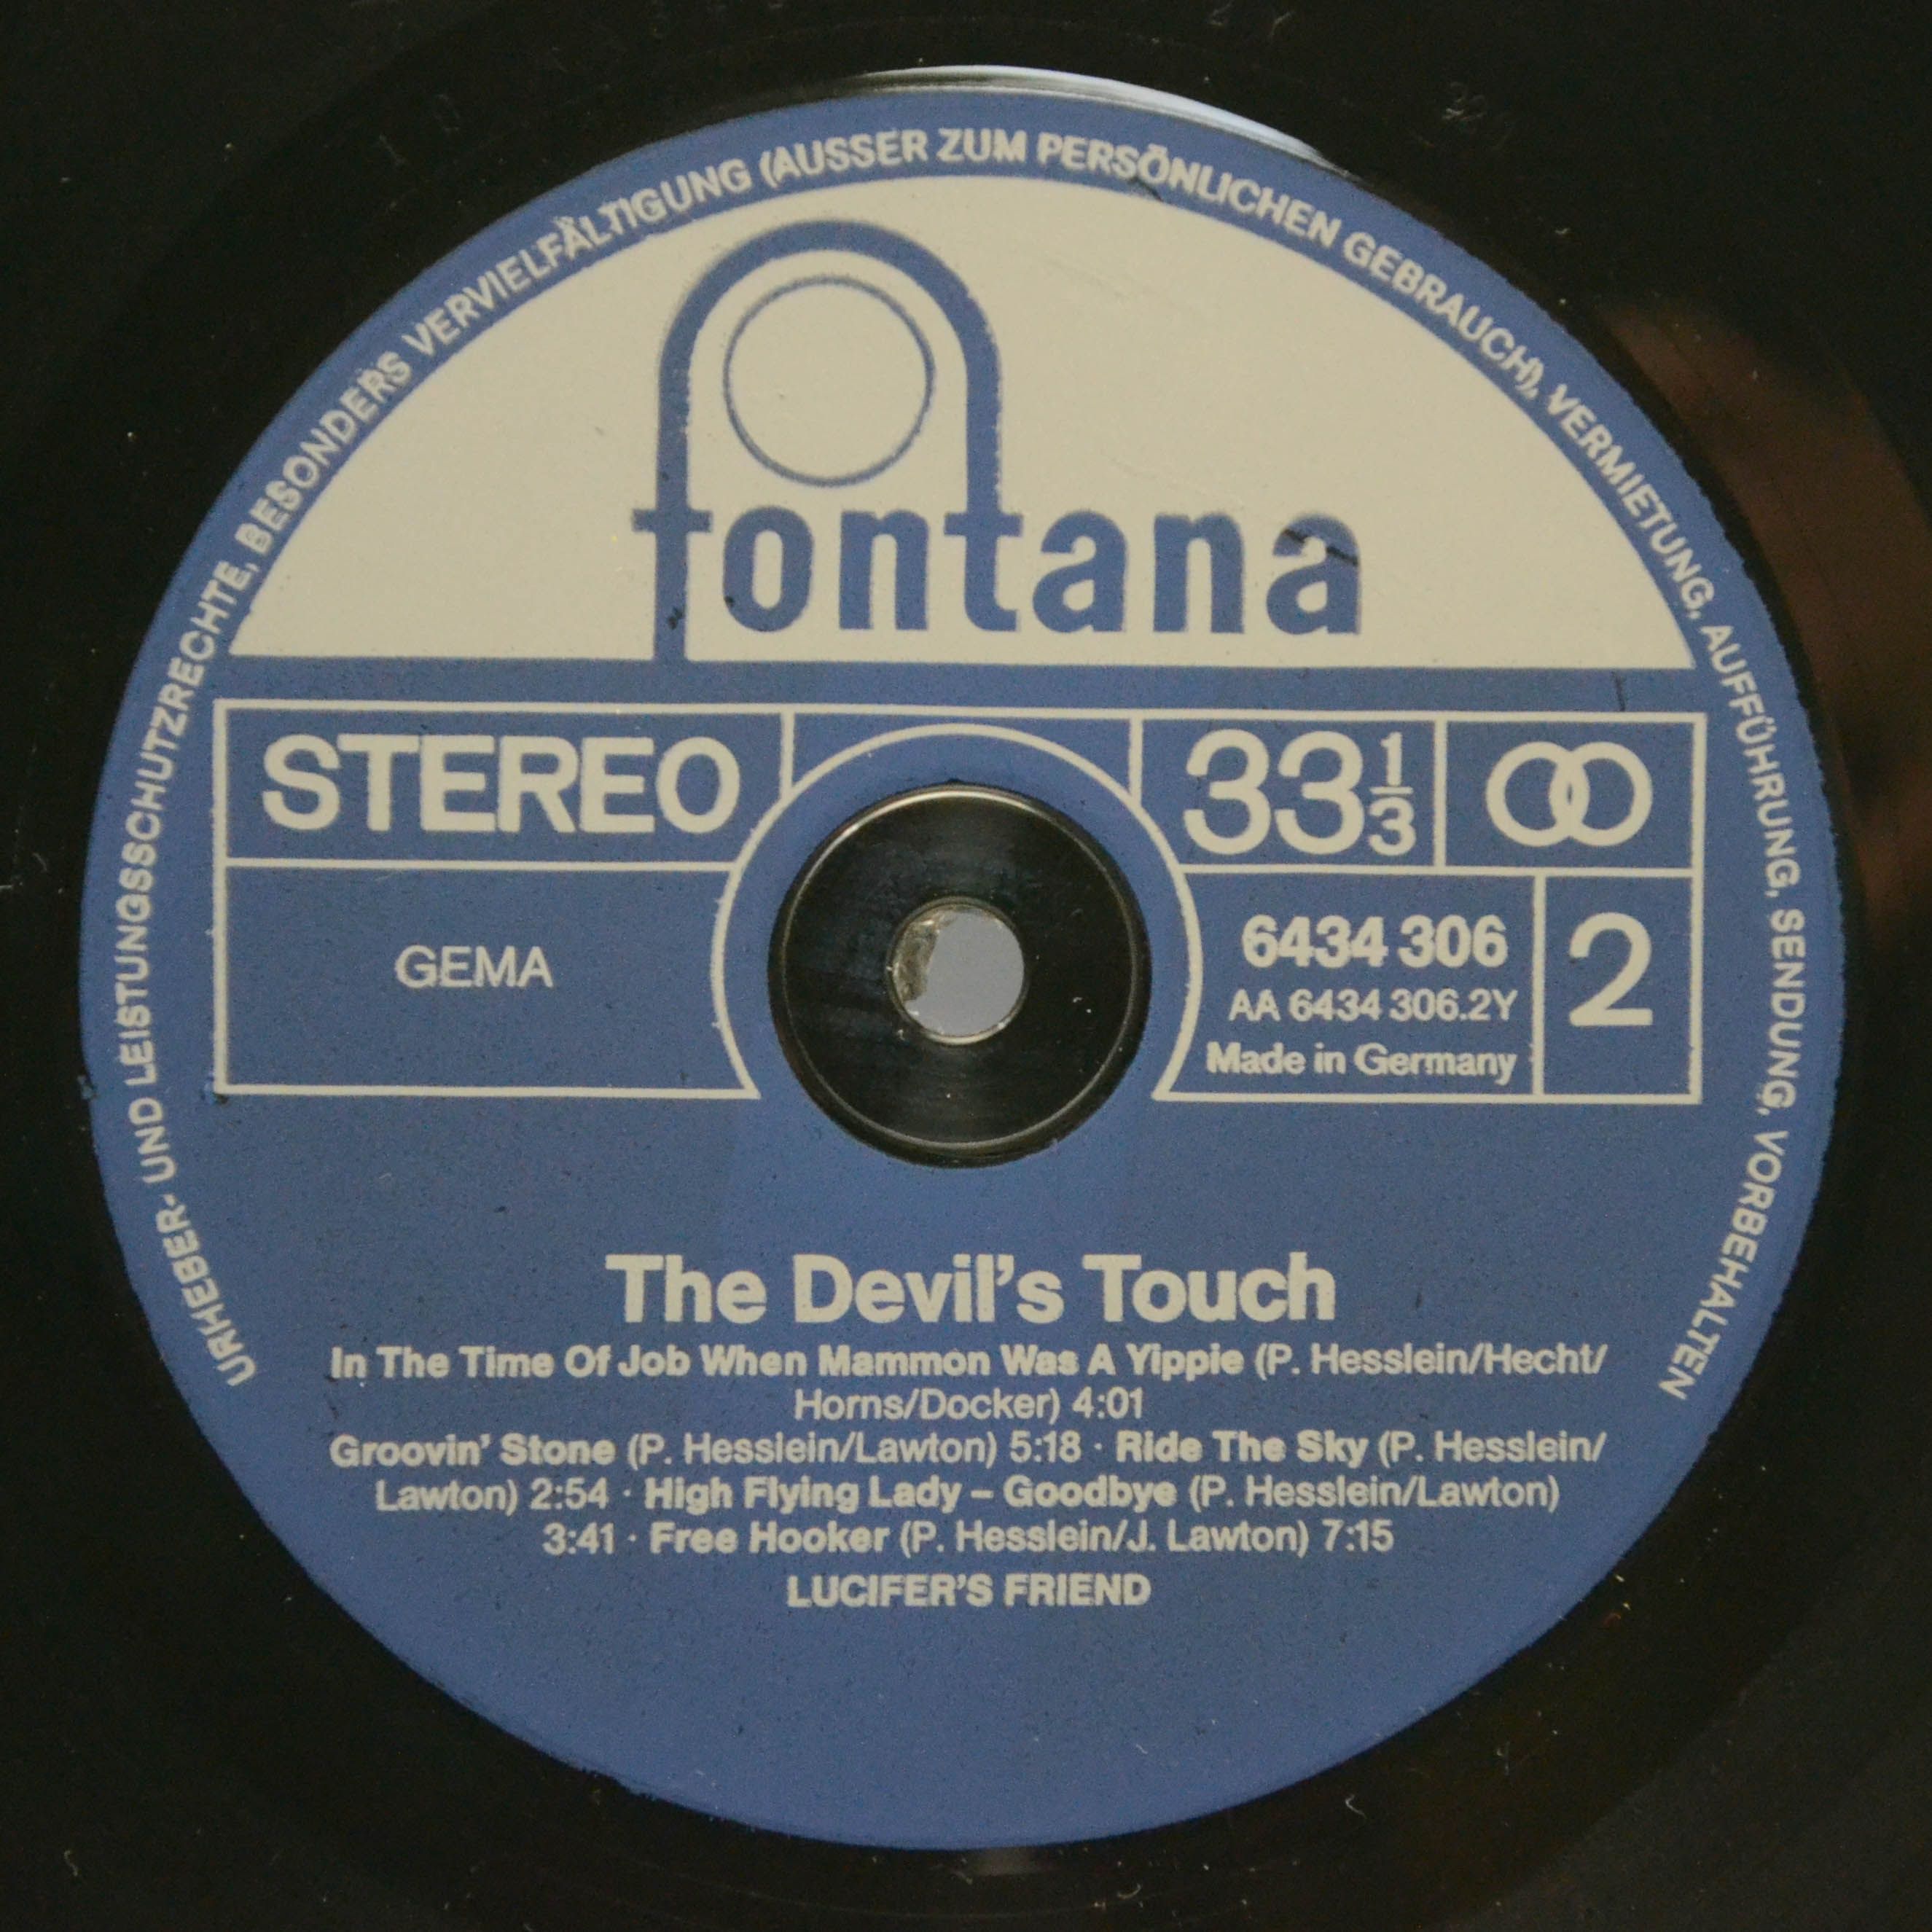 URHEBER- UND LEISTUNGSSCHUTZRECHTE, BESONDERS VERVIELFÄLTIGUNG (AUSSER ZUM PERSÖNLICHEN GEBRAUCH), VERMIETUNG, AUFFÜHRUNG, SENDUNG, VORBEHALTEN
fontana
STEREO
33 1/3
GEMA
6434 306
AA 6434 306.2Y
Made in Germany
2
The Devil's Touch
In The Time Of Job When Mammon Was A Yippie (P. Hesslein/Hecht/
Horns/Docker) 4:01
Groovin' Stone (P. Hesslein/Lawton) 5:18 · Ride The Sky (P. Hesslein/
Lawton) 2:54 · High Flying Lady – Goodbye (P. Hesslein/Lawton)
3:41 · Free Hooker (P. Hesslein/J. Lawton) 7:15
LUCIFER'S FRIEND